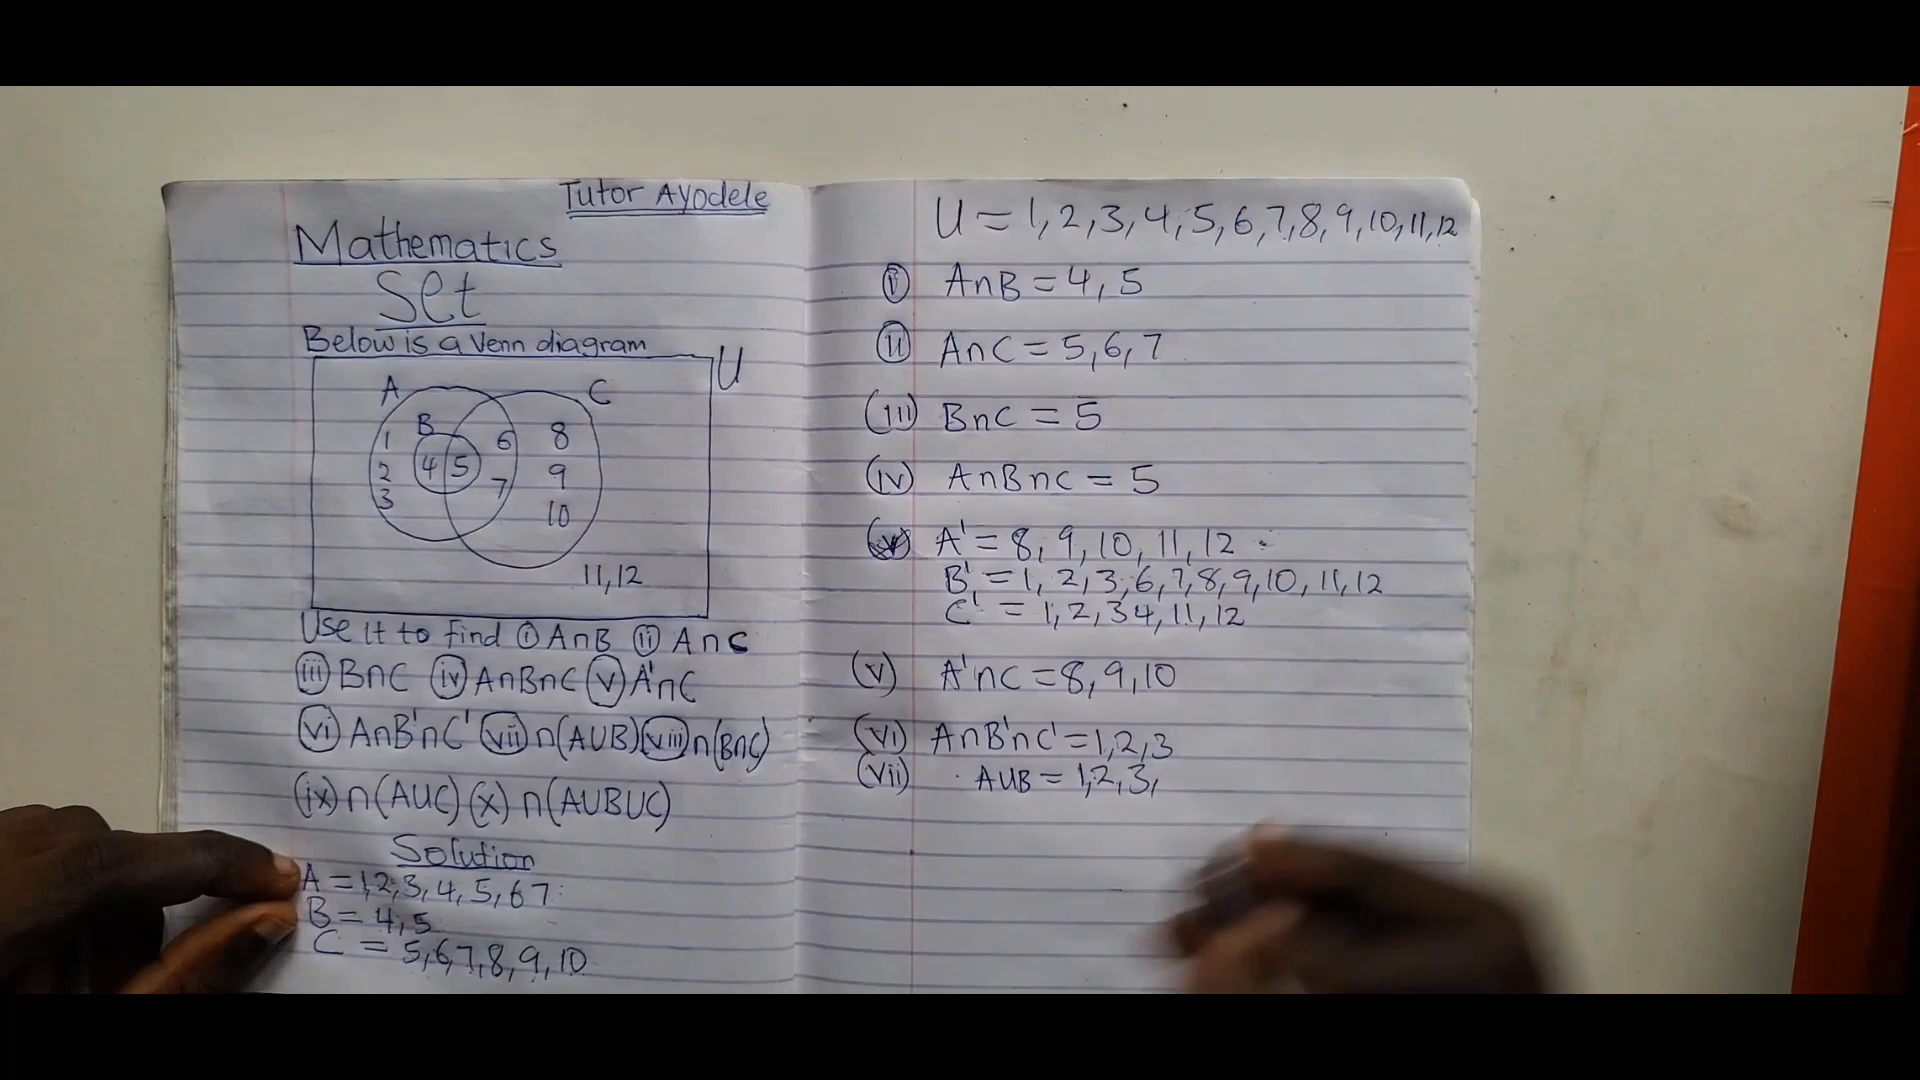 Tutor Ayodele
Mathematics
Set
Below is a Venn diagram
U
A
C
B
1
6
8
2
4
5
9
3
7
10
11,12
Use it to find (i) A∩B (ii) A∩C
(iii) B∩C (iv) A∩B∩C (v) A'∩C
(vi) A∩B'∩C' (vii) n(AUB) (viii) n(B∩C)
(ix) n(AUC) (x) n(AUBUC)
Solution
A = 1,2,3,4,5,6 7
B = 4,5
C = 5,6,7,8,9,10
U = 1,2,3,4,5,6,7,8,9,10,11,12
(i) A∩B = 4,5
(ii) A∩C = 5,6,7
(iii) B∩C = 5
(iv) A∩B∩C = 5
A' = 8,9,10,11,12
B' = 1,2,3,6,7,8,9,10,11,12
C' = 1,2,3 4,11,12
(v) A'∩C = 8,9,10
(vi) A∩B'∩C' = 1,2,3
(vii) AUB = 1,2,3,